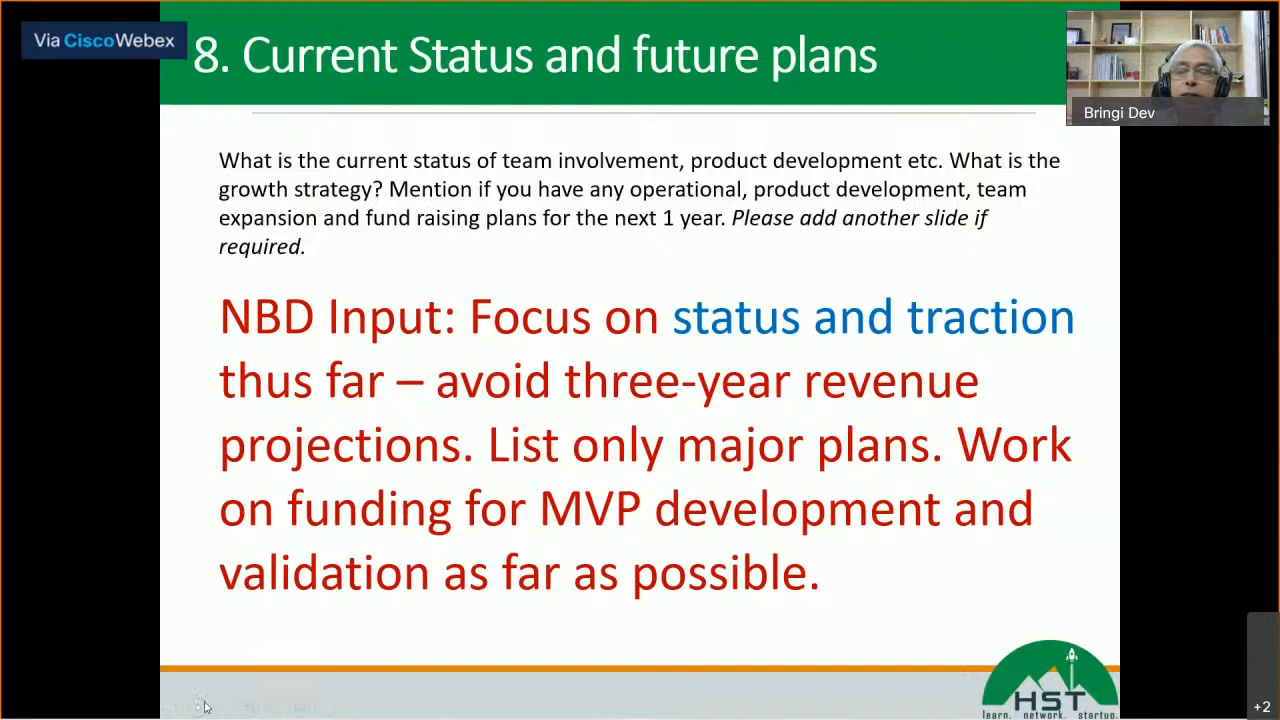 Via CiscoWebex
8. Current Status and future plans
Bringi Dev
What is the current status of team involvement, product development etc. What is the
growth strategy? Mention if you have any operational, product development, team
expansion and fund raising plans for the next 1 year. Please add another slide if
required.
NBD Input: Focus on status and traction
thus far – avoid three-year revenue
projections. List only major plans. Work
on funding for MVP development and
validation as far as possible.
HST
learn. network. startup.
+2